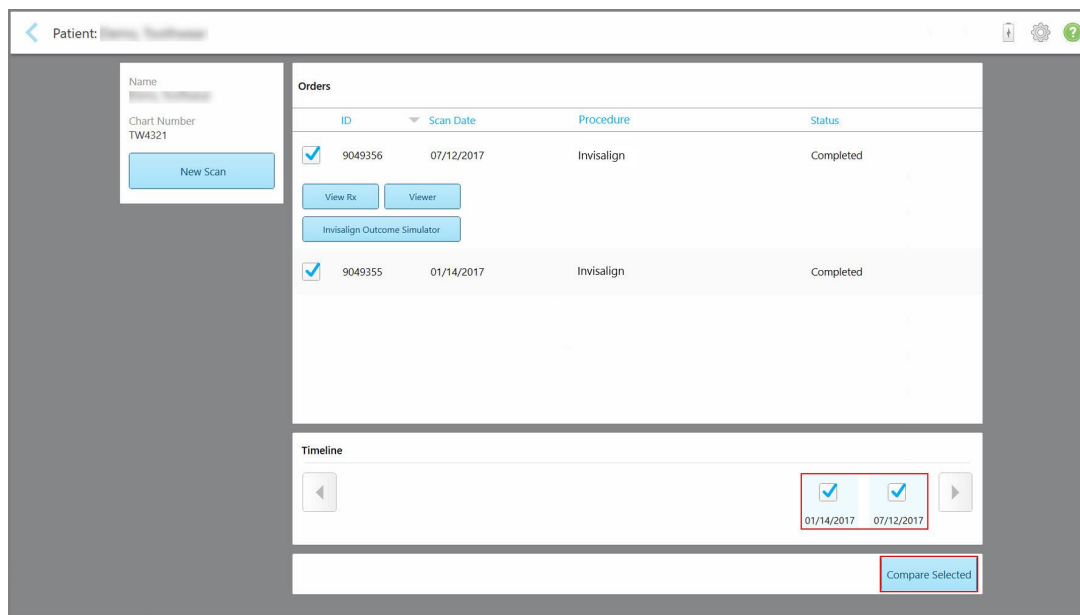 Patient:
?
Name
Chart Number
TW4321
New Scan
Orders
ID Scan Date Procedure Status
9049356 07/12/2017 Invisalign Completed
View Rx Viewer
Invisalign Outcome Simulator
9049355 01/14/2017 Invisalign Completed
Timeline
01/14/2017 07/12/2017
Compare Selected